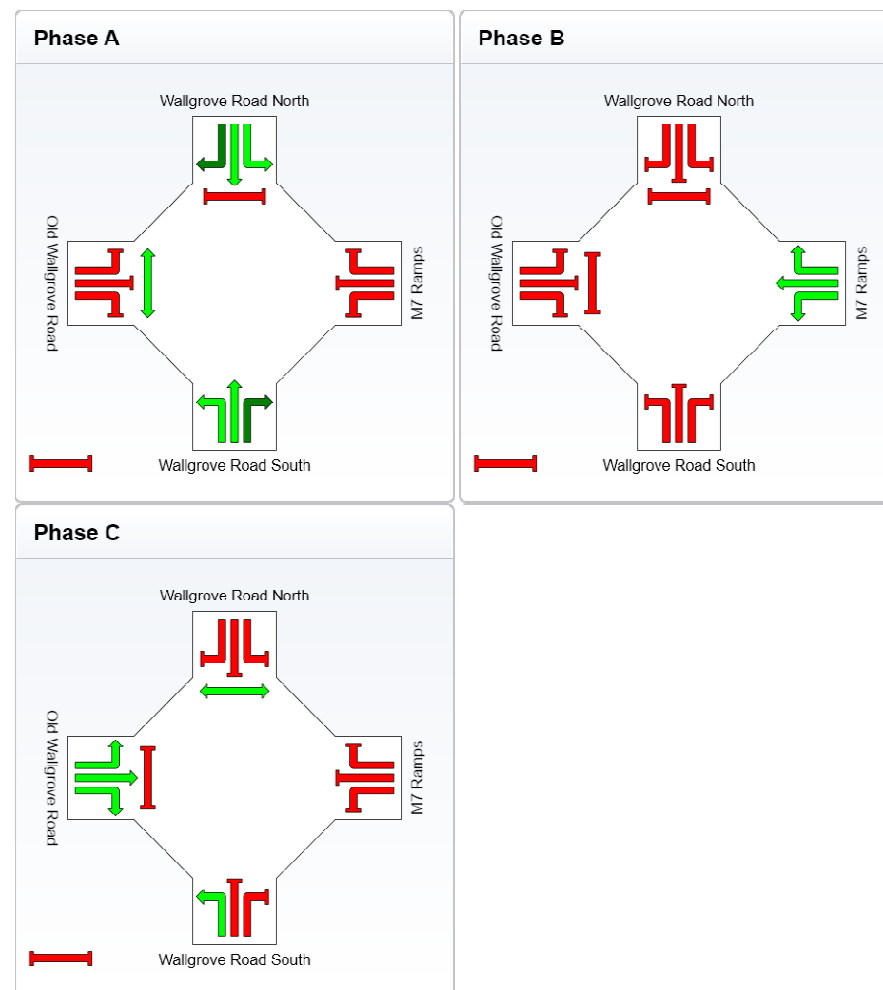 Phase A
Wallgrove Road North
Old Wallgrove Road
M7 Ramps
Wallgrove Road South
Phase B
Wallgrove Road North
Old Wallgrove Road
M7 Ramps
Wallgrove Road South
Phase C
Wallgrove Road North
Old Wallgrove Road
M7 Ramps
Wallgrove Road South